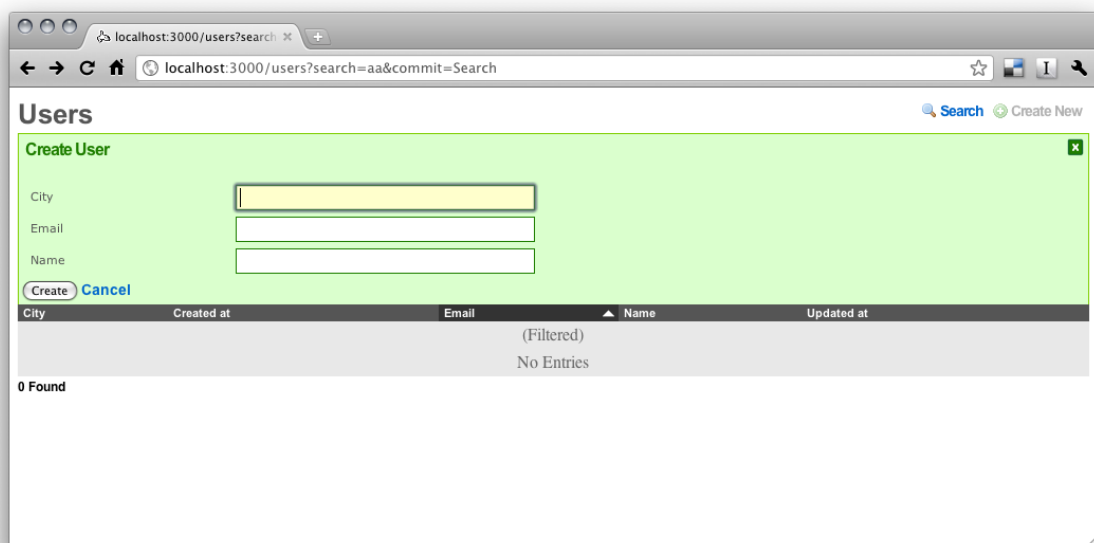 localhost:3000/users?search
localhost:3000/users?search=aa&commit=Search
Users
Search Create New
Create User
x
City
Email
Name
Create Cancel
City Created at Email Name Updated at
(Filtered)
No Entries
0 Found